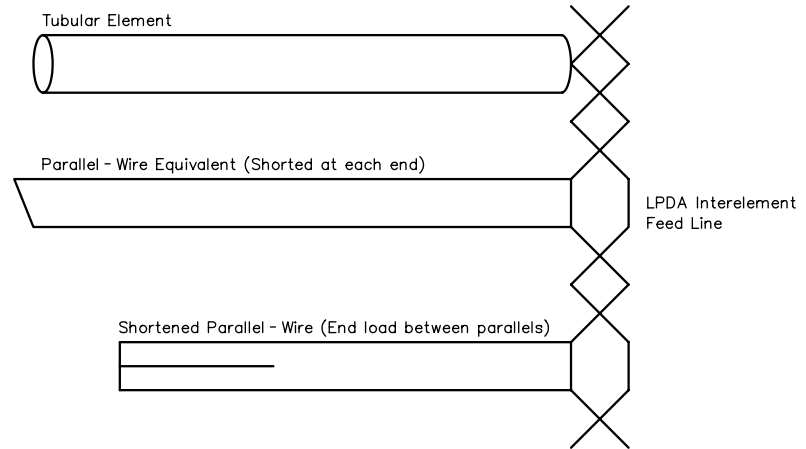 Tubular Element
Parallel - Wire Equivalent (Shorted at each end)
LPDA Interelement
Feed Line
Shortened Parallel - Wire (End load between parallels)